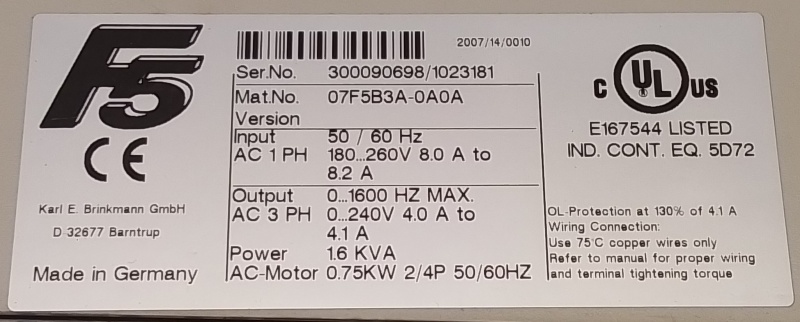 F5
CE
Karl E. Brinkmann GmbH
D-32677 Barntrup
Made in Germany
2007/14/0010
Ser.No. 300090698/1023181
Mat.No. 07F5B3A-0A0A
Version
Input 50 / 60 Hz
AC 1 PH 180...260V 8.0 A to
8.2 A
Output 0...1600 HZ MAX.
AC 3 PH 0...240V 4.0 A to
4.1 A
Power 1.6 KVA
AC-Motor 0.75KW 2/4P 50/60HZ
C UL US
®
E167544 LISTED
IND. CONT. EQ. 5D72
OL-Protection at 130% of 4.1 A
Wiring Connection:
Use 75°C copper wires only
Refer to manual for proper wiring
and terminal tightening torque